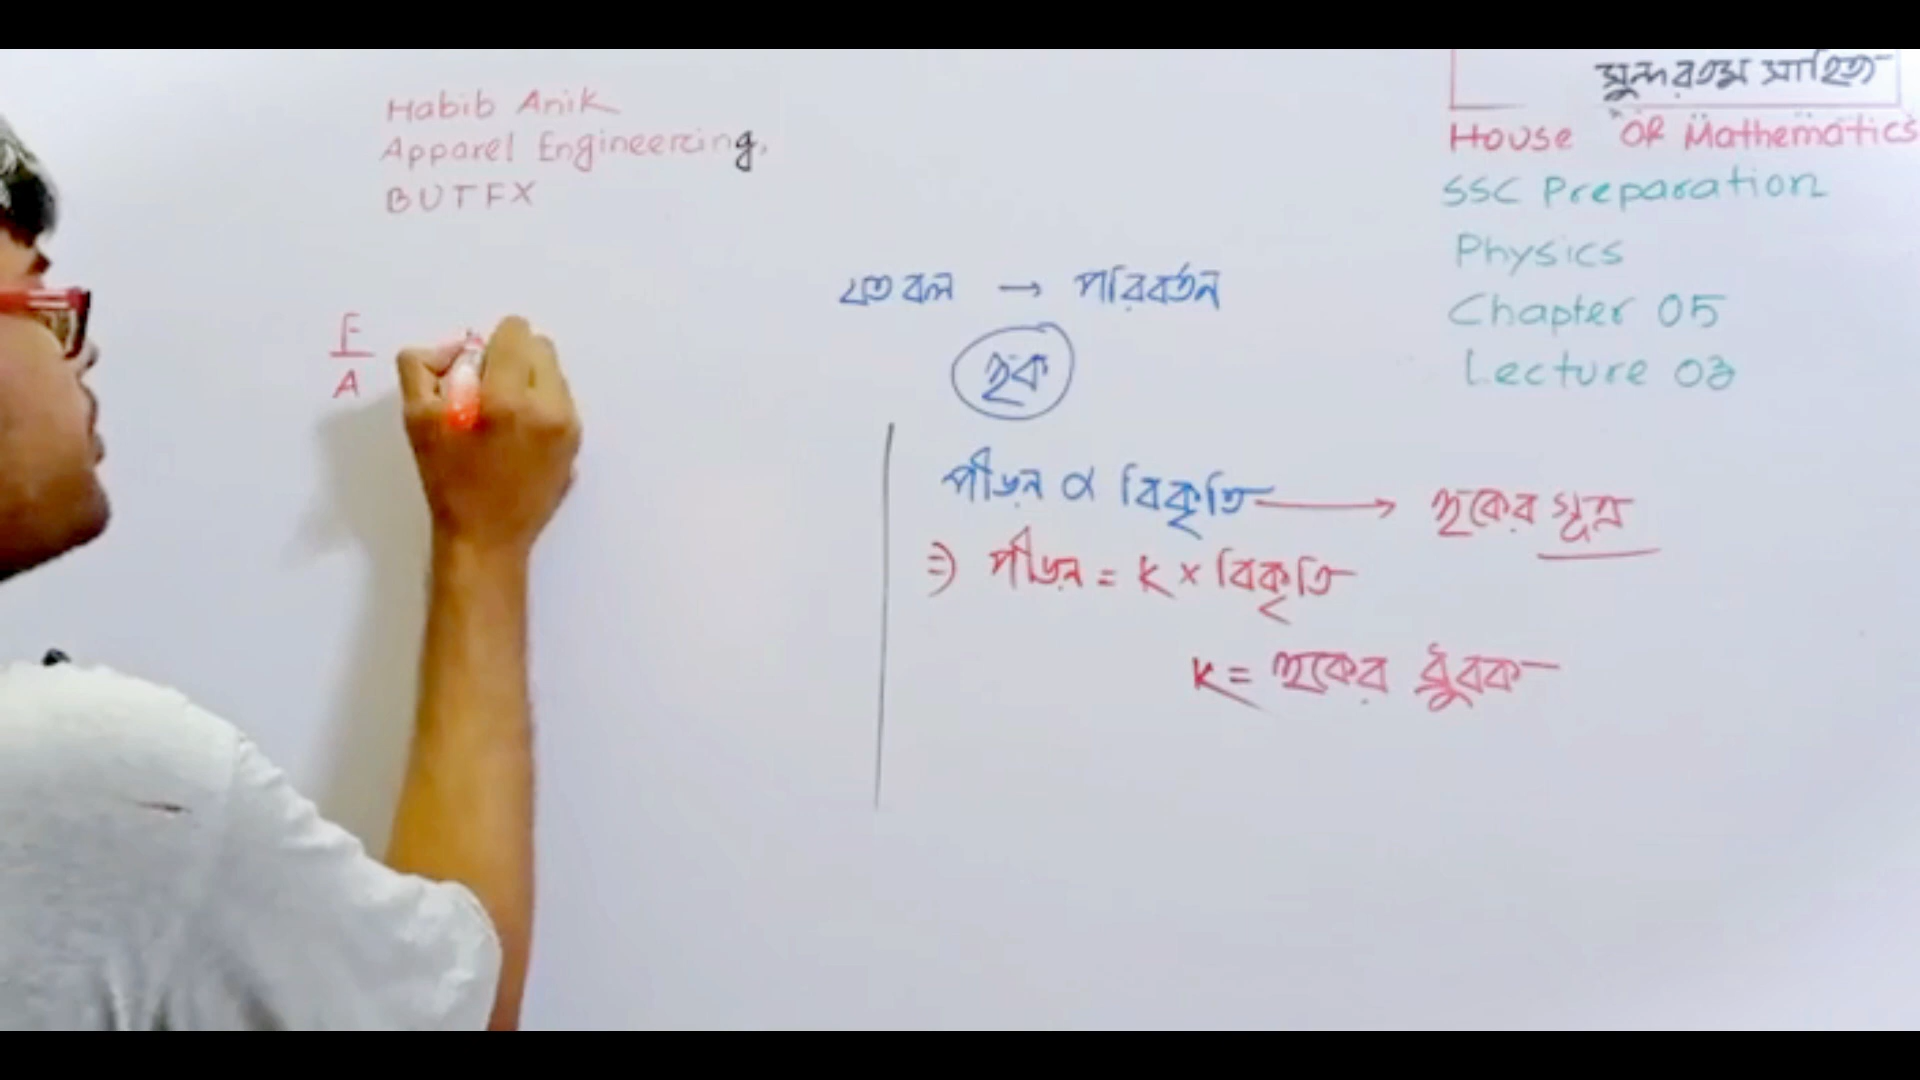 Habib Anik
Apparel Engineering,
BUTEX
F
A
সুন্দরতম সাহিত্য
House Of Mathematics
SSC Preparation
Physics
Chapter 05
Lecture 03
যত বল → পরিবর্তন
হুক
পীড়ন α বিকৃতি → হুকের সূত্র
⇒ পীড়ন = K × বিকৃতি
K = হুকের ধ্রুবক